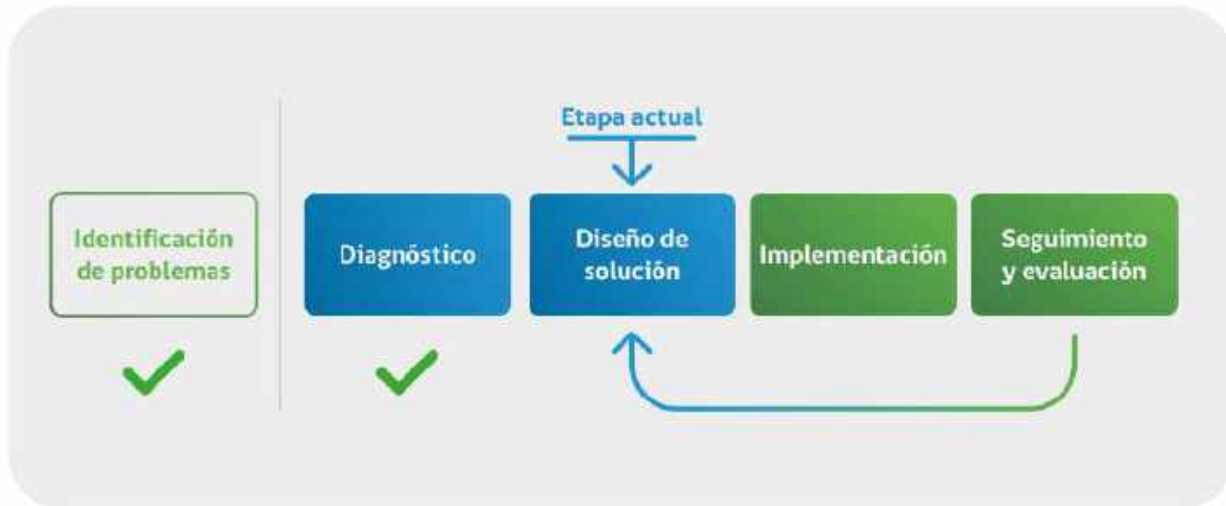 Etapa actual
Identificación
de problemas
Diagnóstico
Diseño de
solución
Implementación
Seguimiento
y evaluación